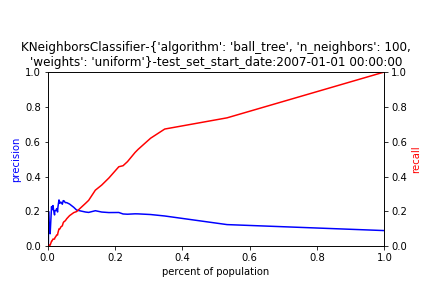 KNeighborsClassifier-{'algorithm': 'ball_tree', 'n_neighbors': 100,
'weights': 'uniform'}-test_set_start_date:2007-01-01 00:00:00
1.0
0.8
0.6
0.4
0.2
0.0
precision
1.0
0.8
0.6
0.4
0.2
0.0
recall
0.0 0.2 0.4 0.6 0.8 1.0
percent of population